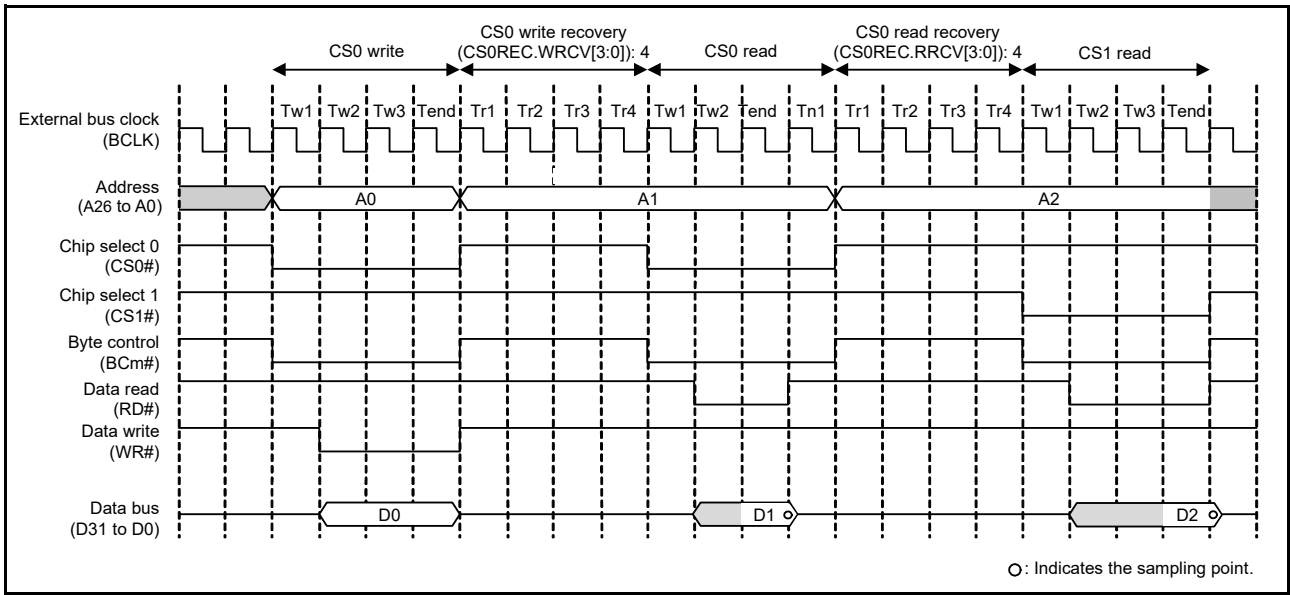 CS0 write
CS0 write recovery
(CS0REC.WRCV[3:0]): 4
CS0 read
CS0 read recovery
(CS0REC.RRCV[3:0]): 4
CS1 read
External bus clock
(BCLK)
Tw1 Tw2 Tw3 Tend Tr1 Tr2 Tr3 Tr4 Tw1 Tw2 Tend Tn1 Tr1 Tr2 Tr3 Tr4 Tw1 Tw2 Tw3 Tend
Address
(A26 to A0)
A0 A1 A2
Chip select 0
(CS0#)
Chip select 1
(CS1#)
Byte control
(BCm#)
Data read
(RD#)
Data write
(WR#)
Data bus
(D31 to D0)
D0 D1 D2
: Indicates the sampling point.